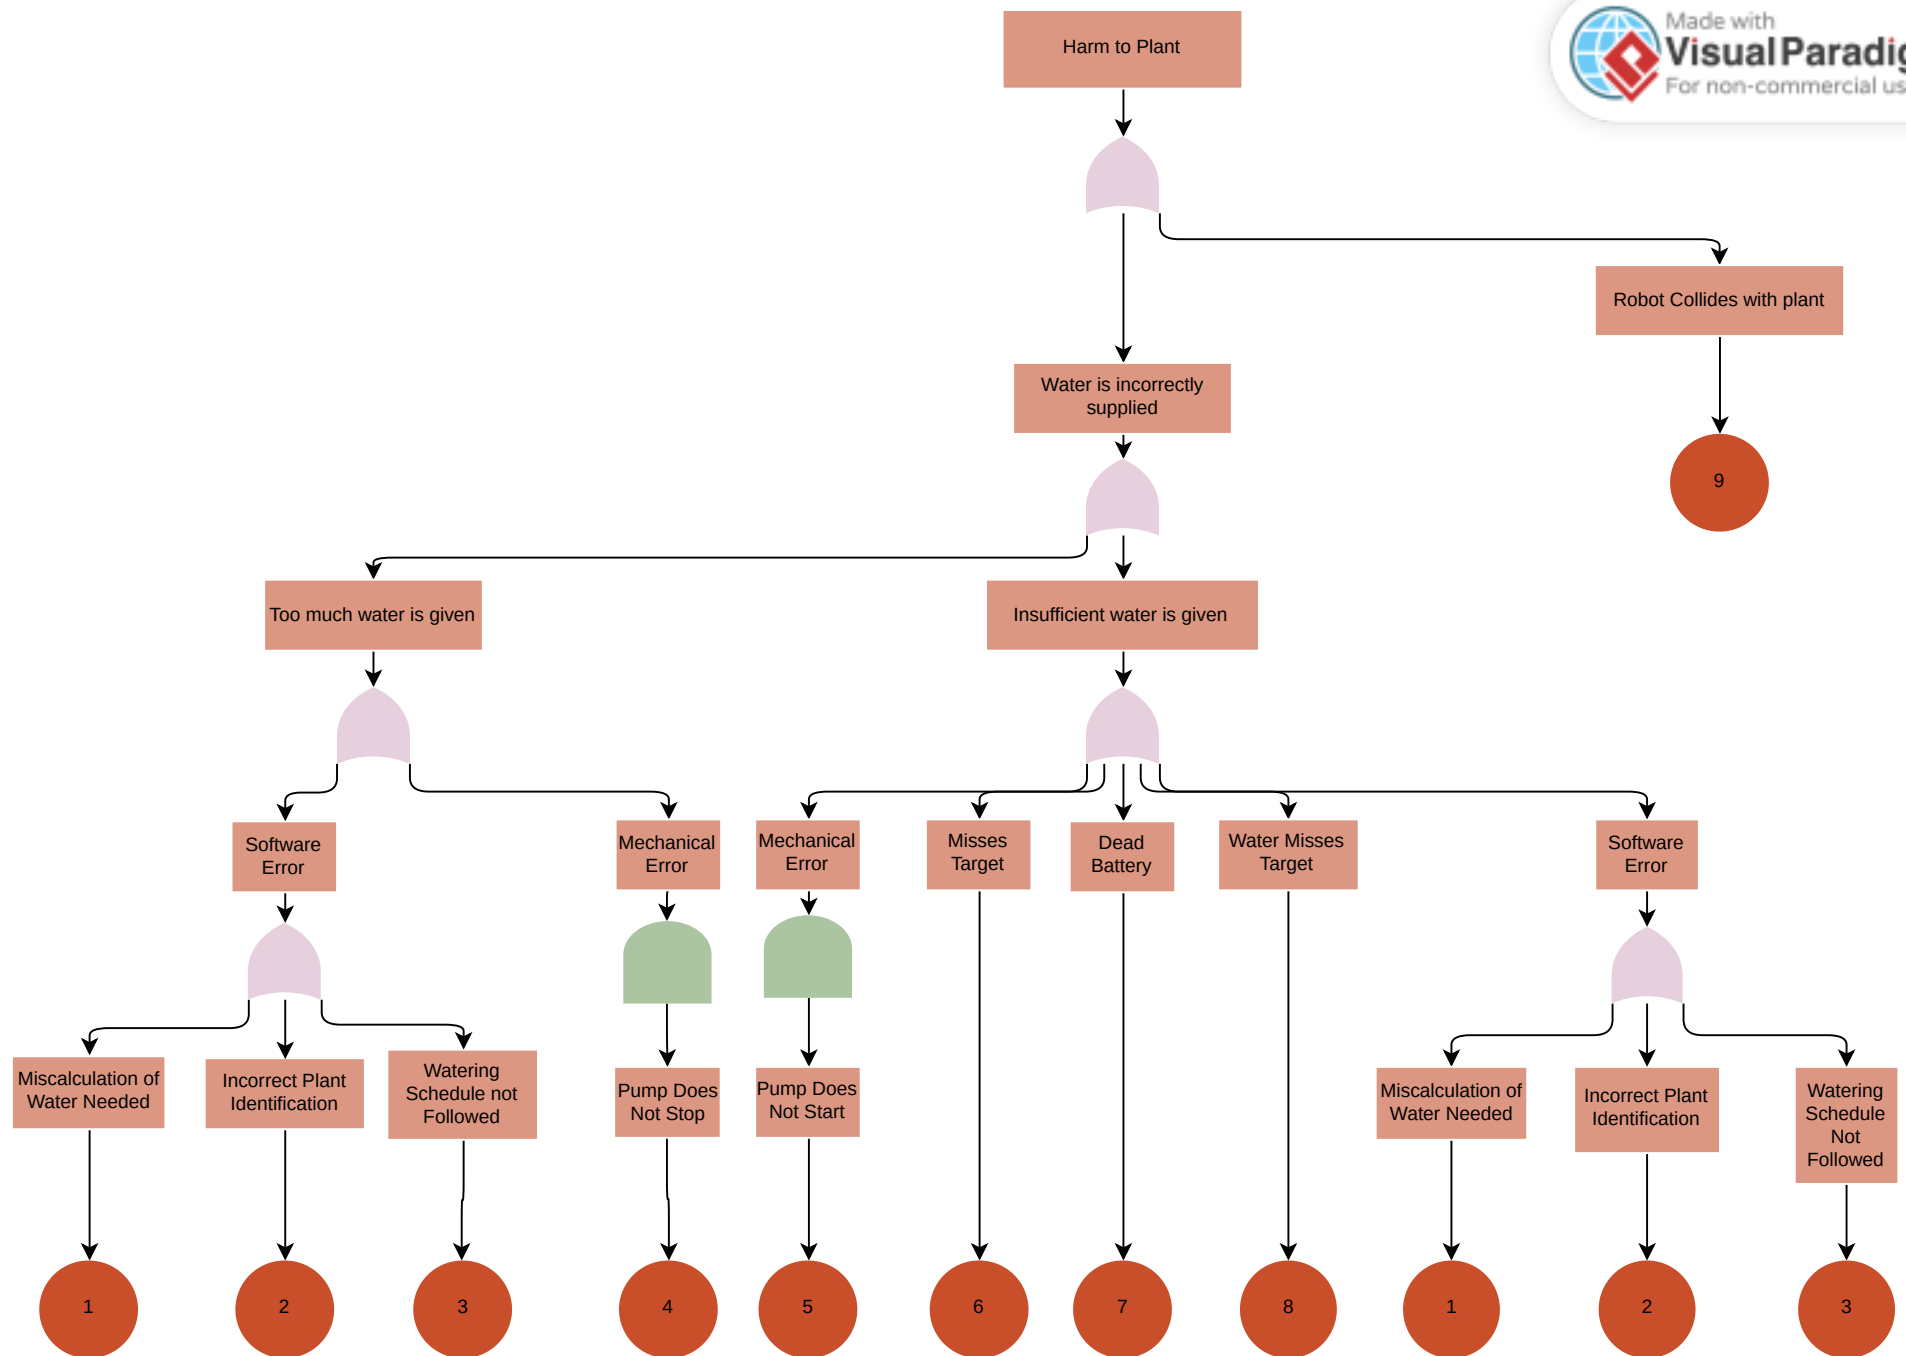 Harm to Plant
Made with
Visual Paradig
For non-commercial us
Robot Collides with plant
Water is incorrectly
supplied
9
Too much water is given
Insufficient water is given
Software
Error
Mechanical
Error
Mechanical
Error
Misses
Target
Dead
Battery
Water Misses
Target
Software
Error
Miscalculation of
Water Needed
Incorrect Plant
Identification
Watering
Schedule not
Followed
Pump Does
Not Stop
Pump Does
Not Start
Miscalculation of
Water Needed
Incorrect Plant
Identification
Watering
Schedule
Not
Followed
1
2
3
4
5
6
7
8
1
2
3